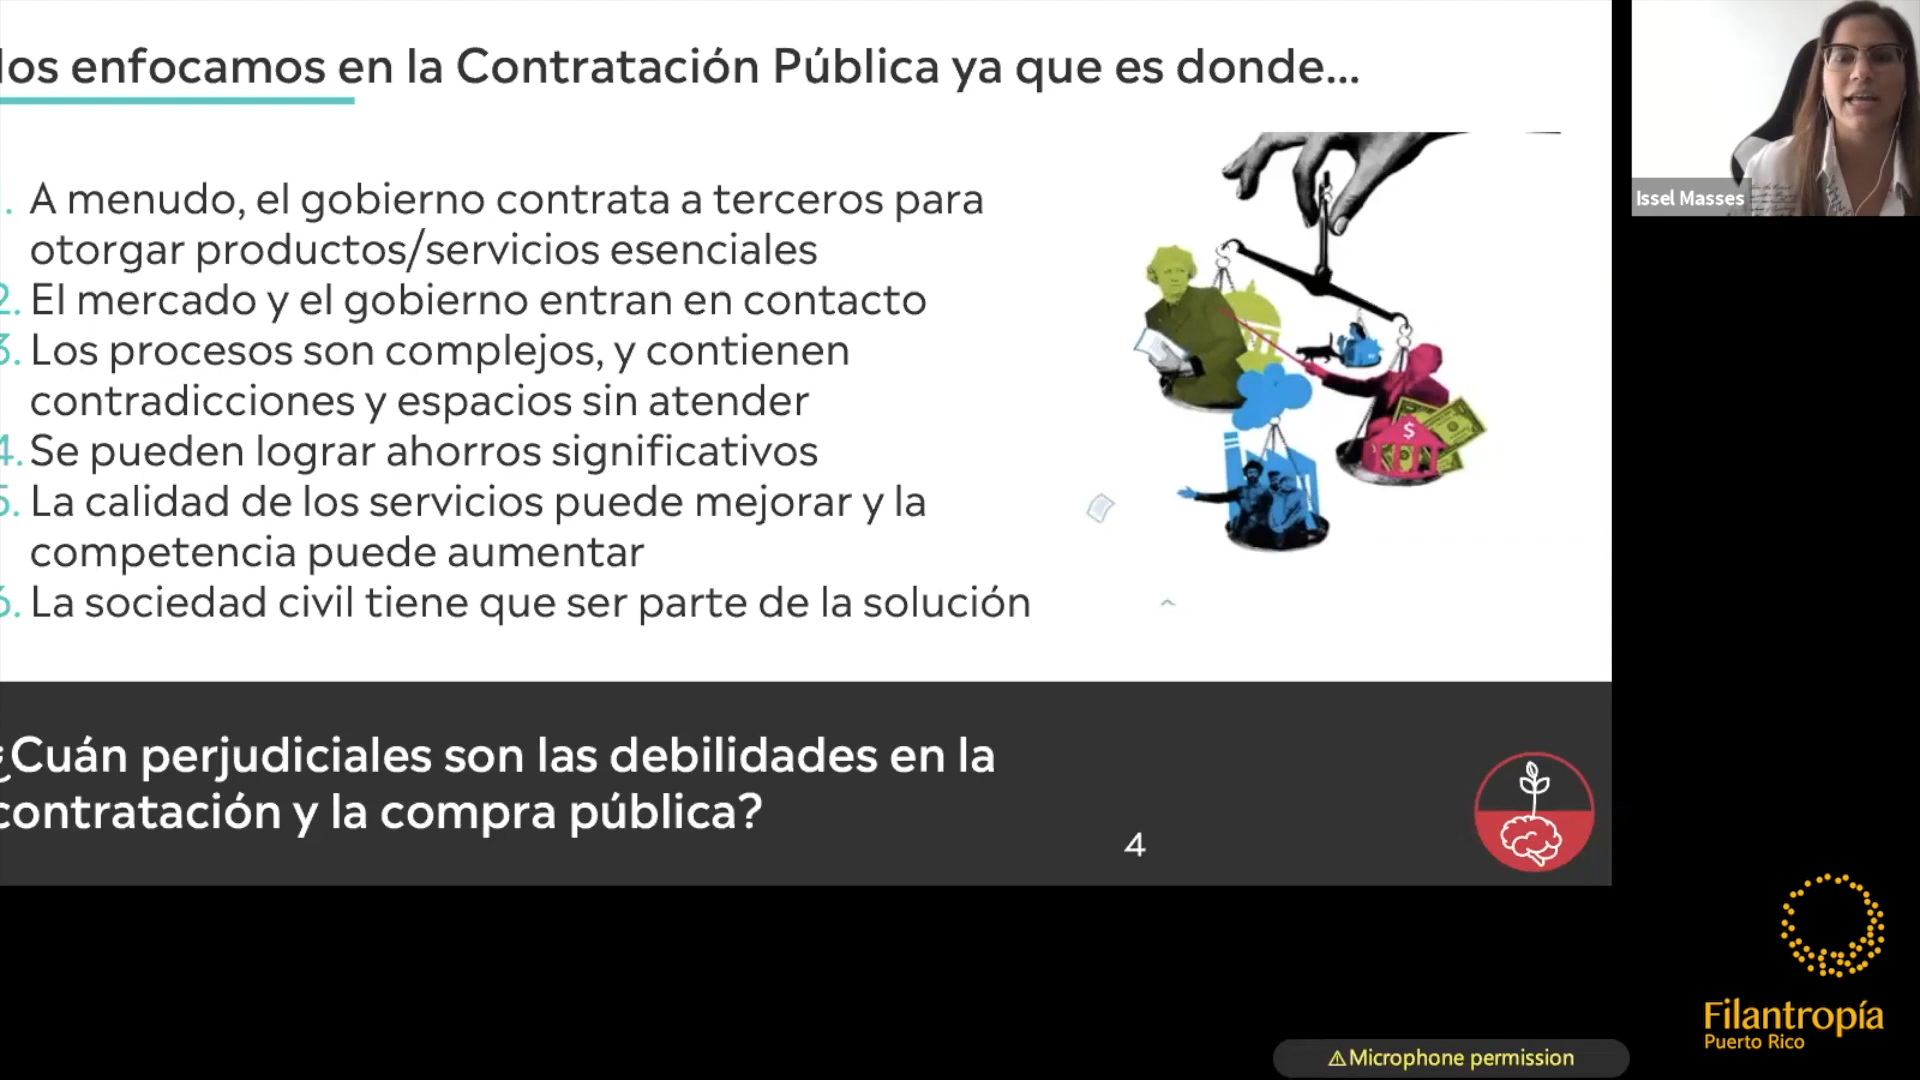 los enfocamos en la Contratación Pública ya que es donde...
Issel Masses
. A menudo, el gobierno contrata a terceros para
otorgar productos/servicios esenciales
2. El mercado y el gobierno entran en contacto
3. Los procesos son complejos, y contienen
contradicciones y espacios sin atender
4. Se pueden lograr ahorros significativos
5. La calidad de los servicios puede mejorar y la
competencia puede aumentar
6. La sociedad civil tiene que ser parte de la solución
$
¿Cuán perjudiciales son las debilidades en la
contratación y la compra pública?
4
Filantropía
Puerto Rico
⚠Microphone permission